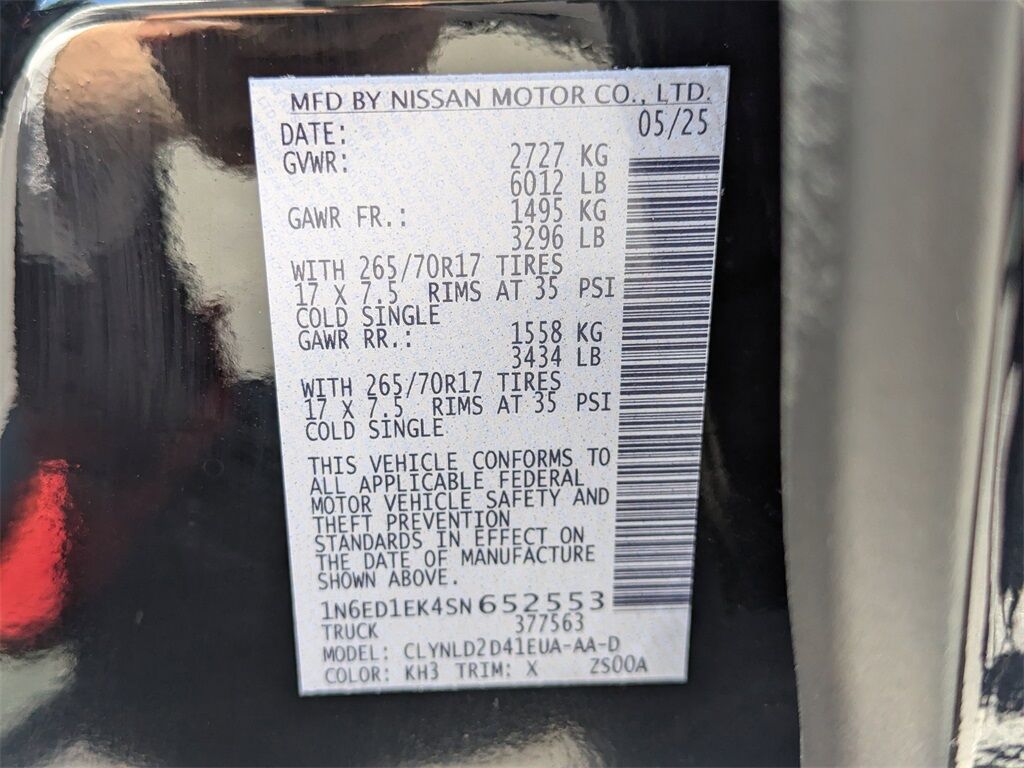 MFD BY NISSAN MOTOR CO., LTD.
DATE: 05/25
GVWR: 2727 KG
6012 LB
GAWR FR.: 1495 KG
3296 LB
WITH 265/70R17 TIRES
17 X 7.5 RIMS AT 35 PSI
COLD SINGLE
GAWR RR.: 1558 KG
3434 LB
WITH 265/70R17 TIRES
17 X 7.5 RIMS AT 35 PSI
COLD SINGLE
THIS VEHICLE CONFORMS TO
ALL APPLICABLE FEDERAL
MOTOR VEHICLE SAFETY AND
THEFT PREVENTION
STANDARDS IN EFFECT ON
THE DATE OF MANUFACTURE
SHOWN ABOVE.
1N6ED1EK4SN652553
TRUCK 377563
MODEL: CLYNLD2D41EUA-AA-D
COLOR: KH3 TRIM: X ZS00A